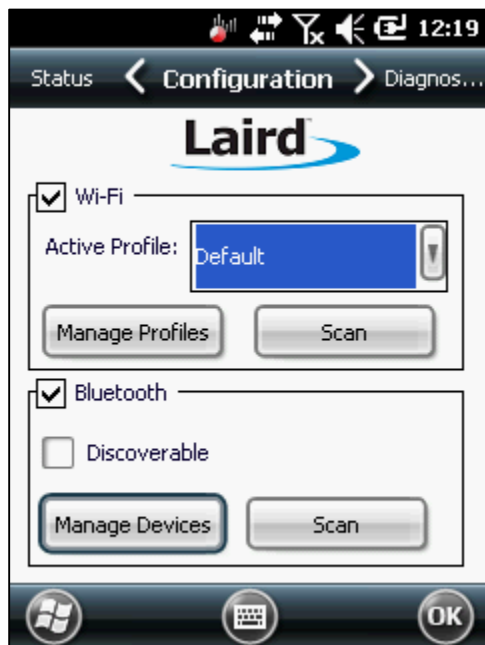 12:19
Status Configuration Diagnos...
Laird
Wi-Fi
Active Profile: Default
Manage Profiles Scan
Bluetooth
Discoverable
Manage Devices Scan
OK